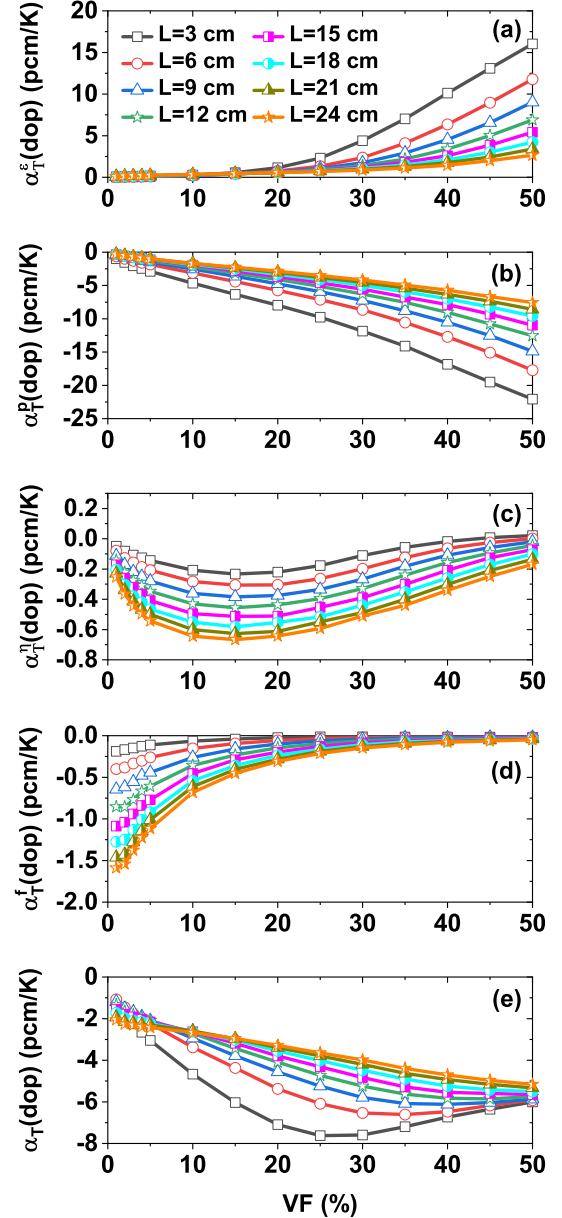 α_T^ε(dop) (pcm/K)
20
15
10
5
0
(a)
L=3 cm
L=15 cm
L=6 cm
L=18 cm
L=9 cm
L=21 cm
L=12 cm
L=24 cm
0 10 20 30 40 50
α_T^p(dop) (pcm/K)
0
-5
-10
-15
-20
-25
(b)
0 10 20 30 40 50
α_T^η(dop) (pcm/K)
0.2
0.0
-0.2
-0.4
-0.6
-0.8
(c)
0 10 20 30 40 50
α_T^f(dop) (pcm/K)
0.0
-0.5
-1.0
-1.5
-2.0
(d)
0 10 20 30 40 50
α_T(dop) (pcm/K)
0
-2
-4
-6
-8
(e)
0 10 20 30 40 50
VF (%)